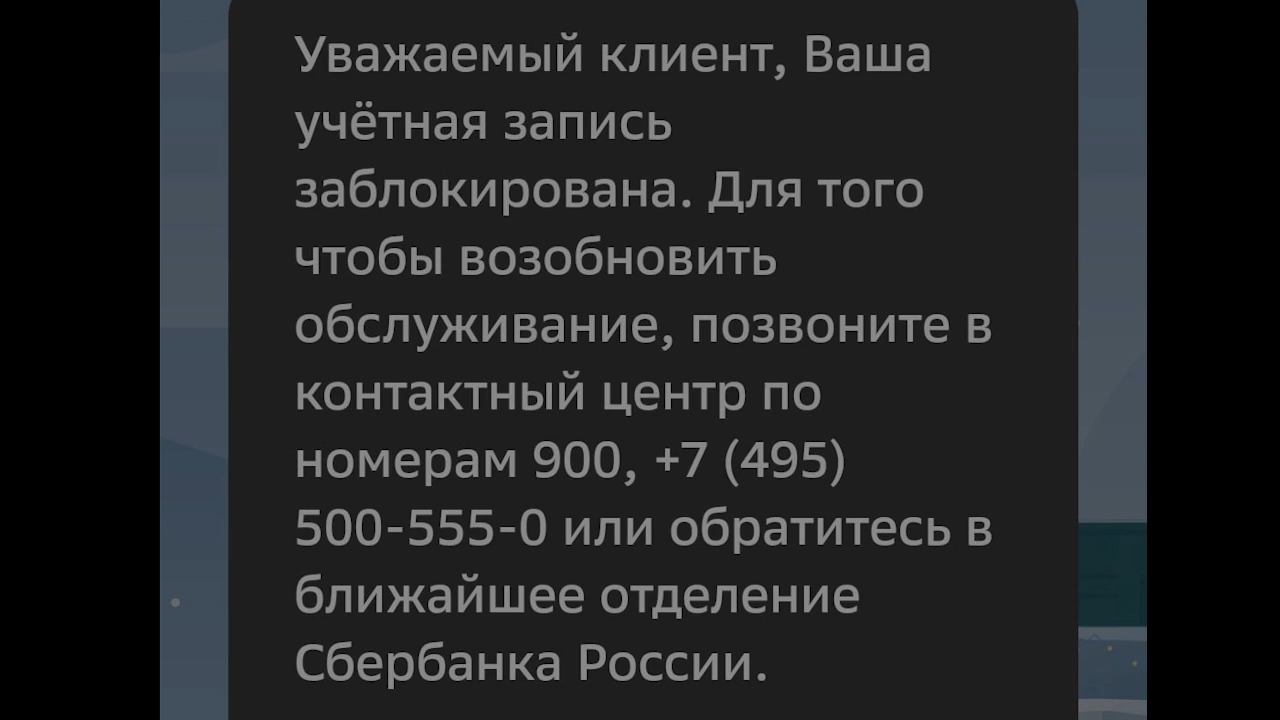 Уважаемый клиент, Ваша
учётная запись
заблокирована. Для того
чтобы возобновить
обслуживание, позвоните в
контактный центр по
номерам 900, +7 (495)
500-555-0 или обратитесь в
ближайшее отделение
Сбербанка России.